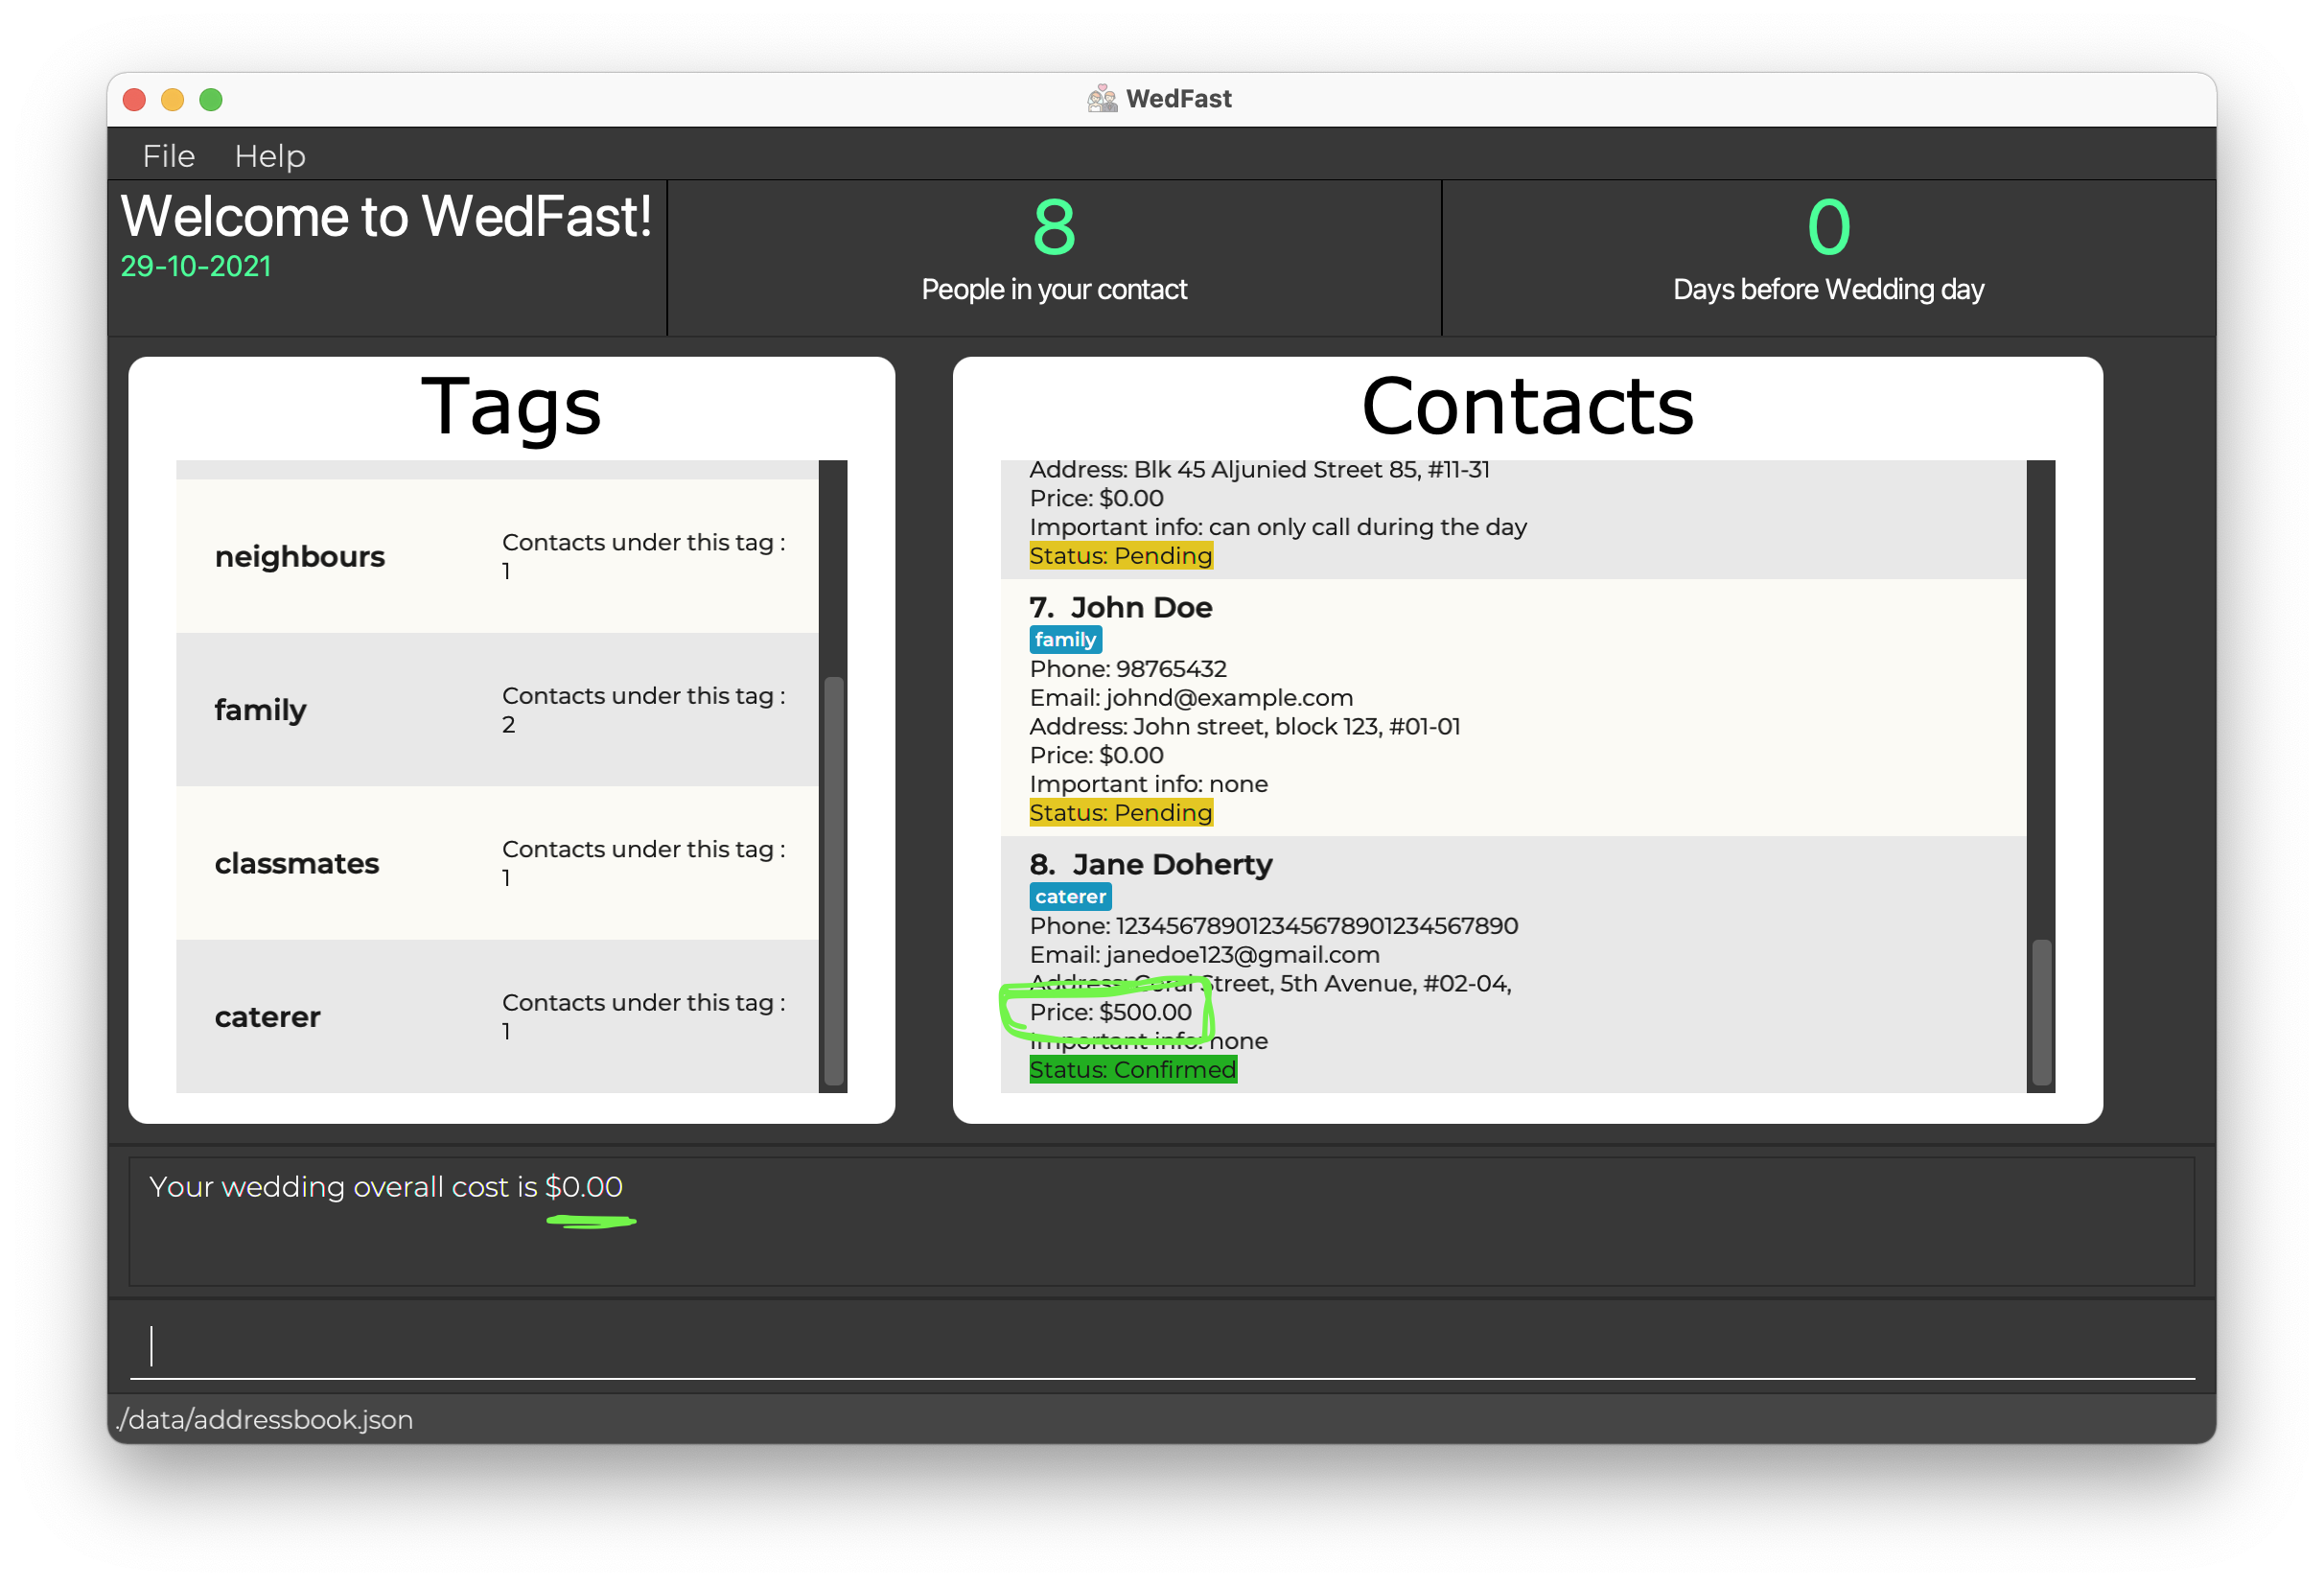 WedFast
File Help
Welcome to WedFast!
29-10-2021
8
People in your contact
0
Days before Wedding day
Tags
neighbours
Contacts under this tag :
1
family
Contacts under this tag :
2
classmates
Contacts under this tag :
1
caterer
Contacts under this tag :
1
Contacts
Address: Blk 45 Aljunied Street 85, #11-31
Price: $0.00
Important info: can only call during the day
Status: Pending
7. John Doe
family
Phone: 98765432
Email: johnd@example.com
Address: John street, block 123, #01-01
Price: $0.00
Important info: none
Status: Pending
8. Jane Doherty
caterer
Phone: 123456789012345678901234567890
Email: janedoe123@gmail.com
Address: Coral Street, 5th Avenue, #02-04,
Price: $500.00
Important info: none
Status: Confirmed
Your wedding overall cost is $0.00
./data/addressbook.json